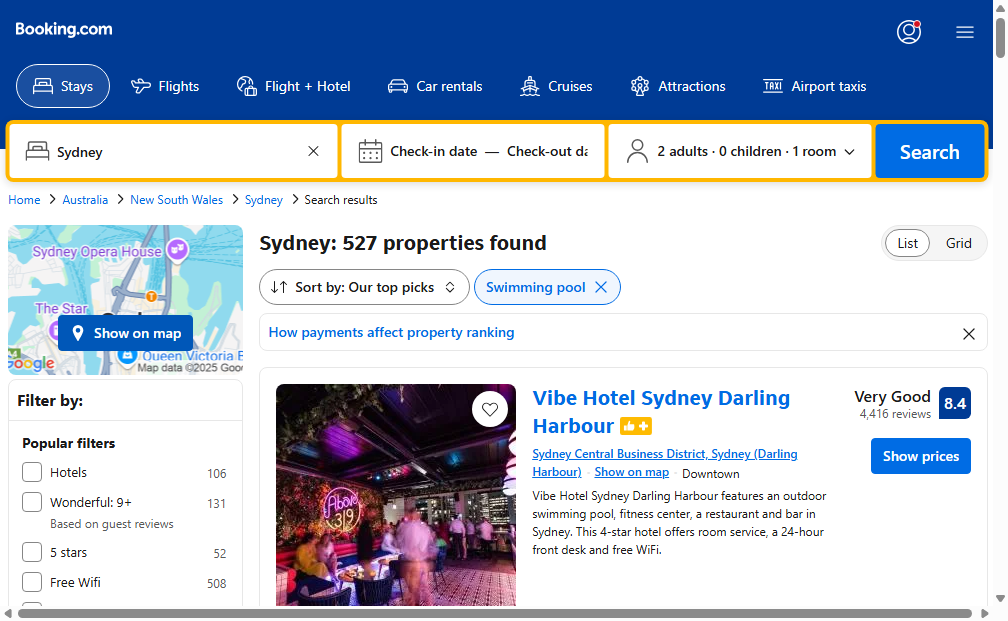 Booking.com
Stays
Flights
Flight + Hotel
Car rentals
Cruises
Attractions
TAXI Airport taxis
Sydney
Check-in date — Check-out da
2 adults · 0 children · 1 room
Search
Home > Australia > New South Wales > Sydney > Search results
Sydney Opera House
The Star
Show on map
Queen Victoria B
Google
Map data ©2025 Goo
Filter by:
Popular filters
Hotels 106
Wonderful: 9+ 131
Based on guest reviews
5 stars 52
Free Wifi 508
Sydney: 527 properties found
List
Grid
Sort by: Our top picks
Swimming pool
How payments affect property ranking
Above
319
Vibe Hotel Sydney Darling
Harbour
Sydney Central Business District, Sydney (Darling
Harbour) · Show on map · Downtown
Vibe Hotel Sydney Darling Harbour features an outdoor
swimming pool, fitness center, a restaurant and bar in
Sydney. This 4-star hotel offers room service, a 24-hour
front desk and free WiFi.
Very Good
4,416 reviews
8.4
Show prices